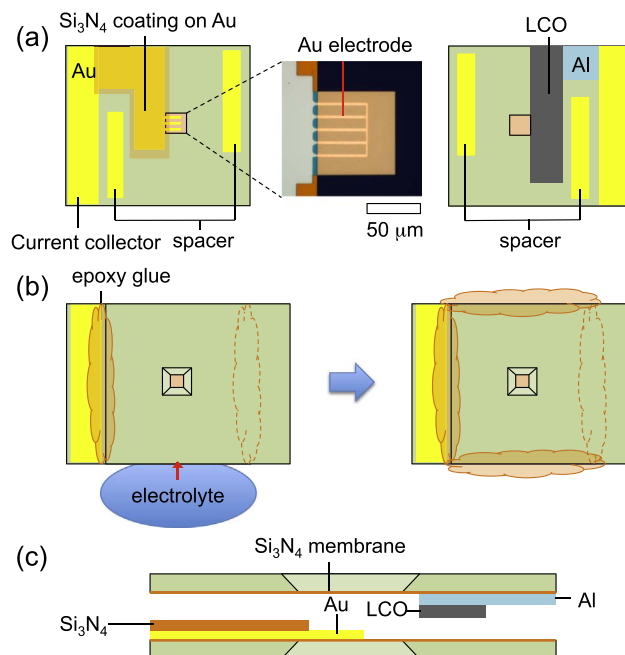 (a)
Si₃N₄ coating on Au
Au electrode
LCO
Au
Al
50 μm
Current collector
spacer
spacer
(b)
epoxy glue
electrolyte
(c)
Si₃N₄ membrane
Au
LCO
Al
Si₃N₄